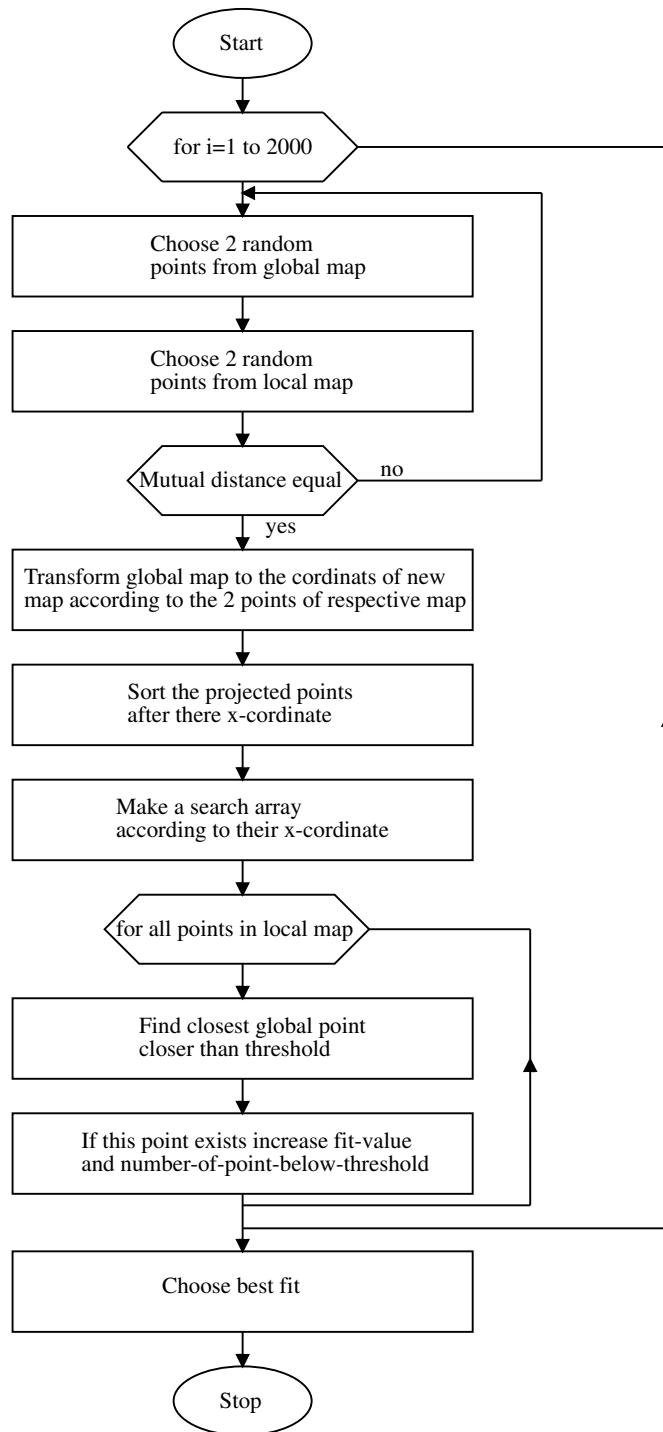 Start
for i=1 to 2000
Choose 2 random
points from global map
Choose 2 random
points from local map
Mutual distance equal
no
yes
Transform global map to the cordinats of new
map according to the 2 points of respective map
Sort the projected points
after there x-cordinate
Make a search array
according to their x-cordinate
for all points in local map
Find closest global point
closer than threshold
If this point exists increase fit-value
and number-of-point-below-threshold
Choose best fit
Stop